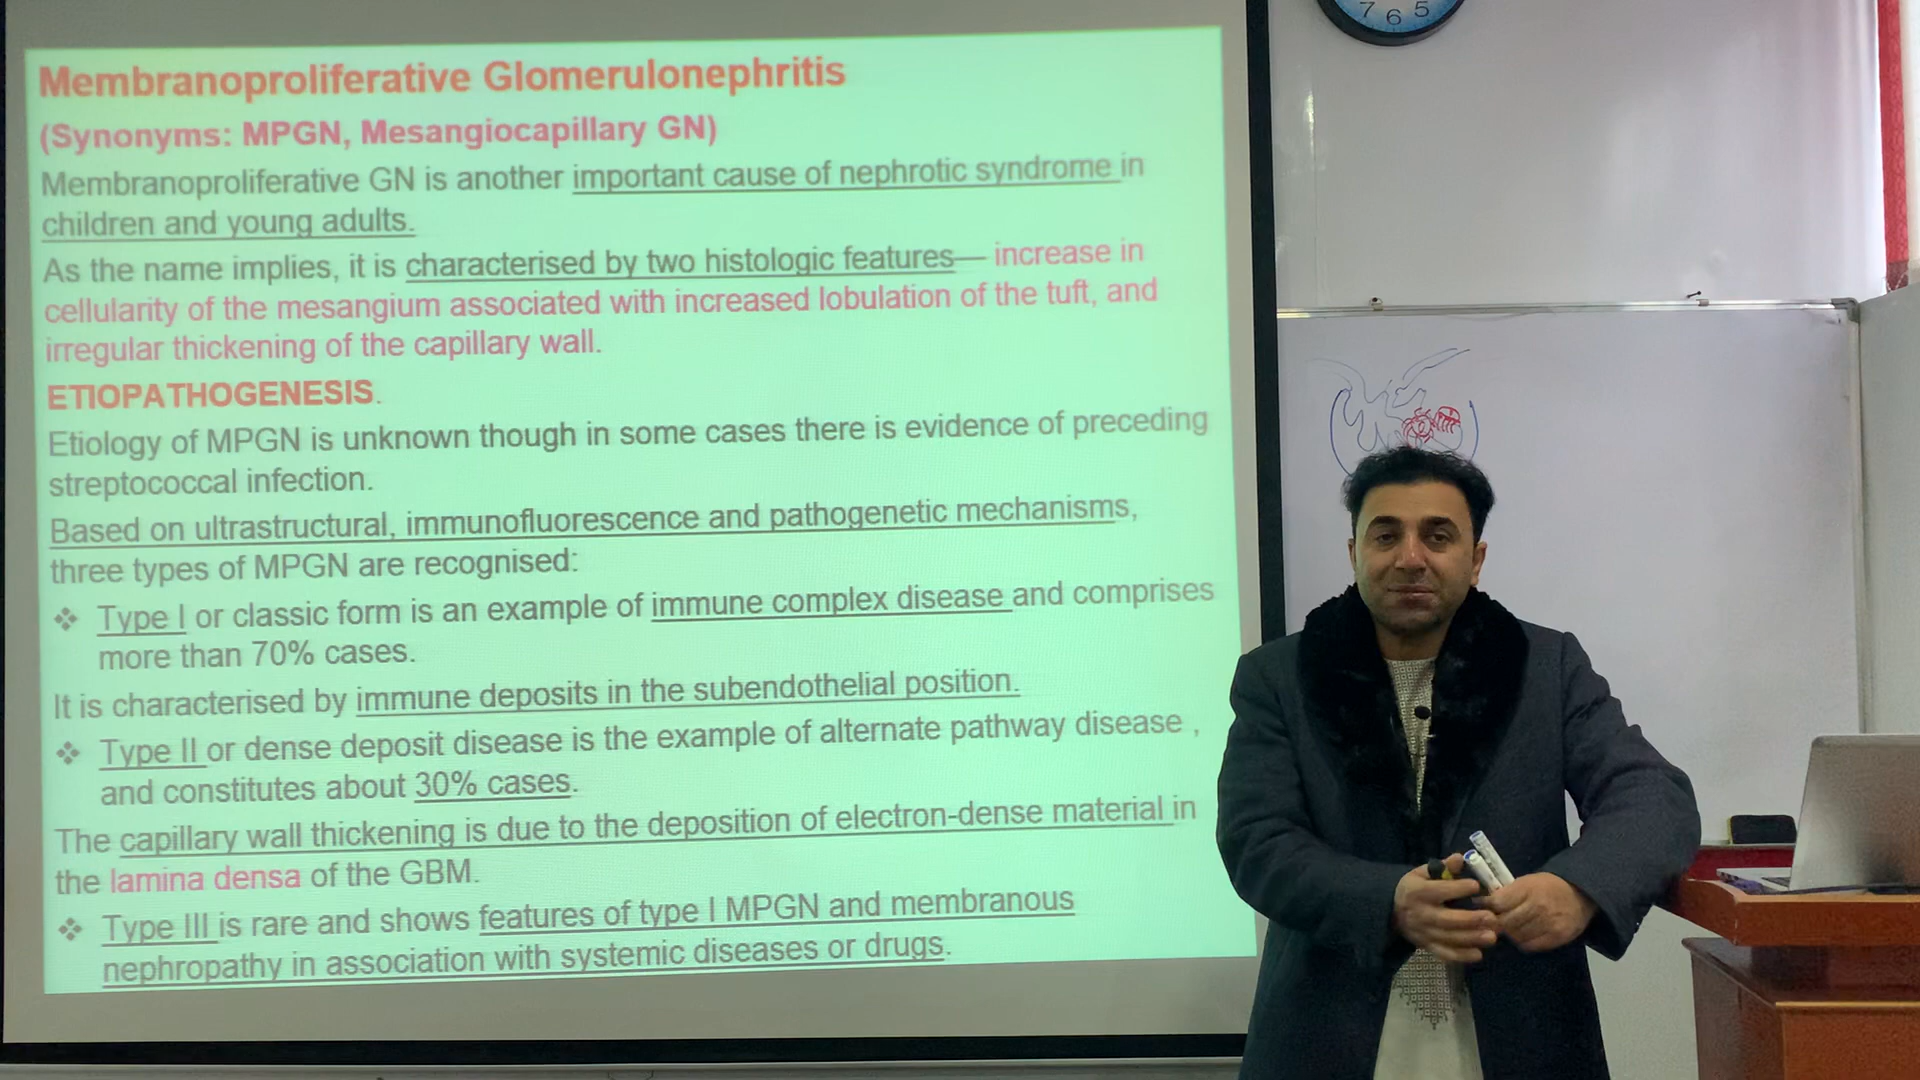 Membranoproliferative Glomerulonephritis
(Synonyms: MPGN, Mesangiocapillary GN)
Membranoproliferative GN is another important cause of nephrotic syndrome in
children and young adults.
As the name implies, it is characterised by two histologic features— increase in
cellularity of the mesangium associated with increased lobulation of the tuft, and
irregular thickening of the capillary wall.
ETIOPATHOGENESIS.
Etiology of MPGN is unknown though in some cases there is evidence of preceding
streptococcal infection.
Based on ultrastructural, immunofluorescence and pathogenetic mechanisms,
three types of MPGN are recognised:
❖ Type I or classic form is an example of immune complex disease and comprises
more than 70% cases.
It is characterised by immune deposits in the subendothelial position.
❖ Type II or dense deposit disease is the example of alternate pathway disease ,
and constitutes about 30% cases.
The capillary wall thickening is due to the deposition of electron-dense material in
the lamina densa of the GBM.
❖ Type III is rare and shows features of type I MPGN and membranous
nephropathy in association with systemic diseases or drugs.
7 6 5